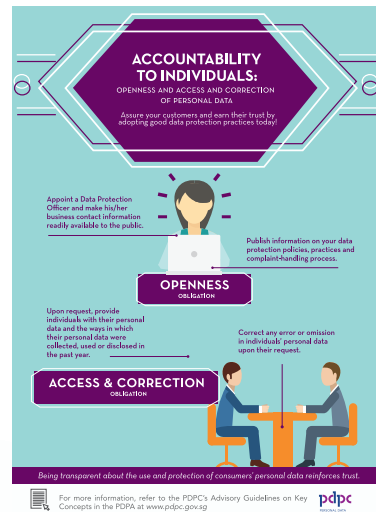 ACCOUNTABILITY
TO INDIVIDUALS:
OPENNESS AND ACCESS AND CORRECTION
OF PERSONAL DATA
Assure your customers and earn their trust by
adopting good data protection practices today!
Appoint a Data Protection
Officer and make his/her
business contact information
readily available to the public.
Publish information on your data
protection policies, practices and
complaint-handling process.
OPENNESS
OBLIGATION
Upon request, provide
individuals with their personal
data and the ways in which
their personal data were
collected, used or disclosed in
the past year.
Correct any error or omission
in individuals' personal data
upon their request.
ACCESS & CORRECTION
OBLIGATION
Being transparent about the use and protection of consumers' personal data reinforces trust.
For more information, refer to the PDPC's Advisory Guidelines on Key
Concepts in the PDPA at www.pdpc.gov.sg
pdpc
PERSONAL DATA